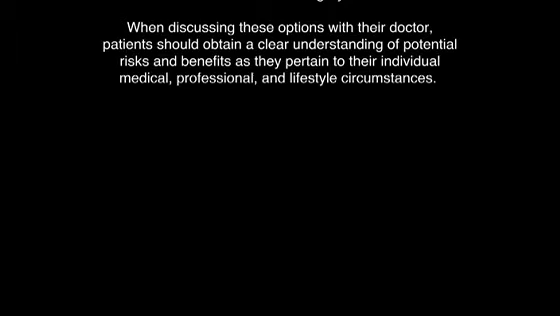 When discussing these options with their doctor,
patients should obtain a clear understanding of potential
risks and benefits as they pertain to their individual
medical, professional, and lifestyle circumstances.